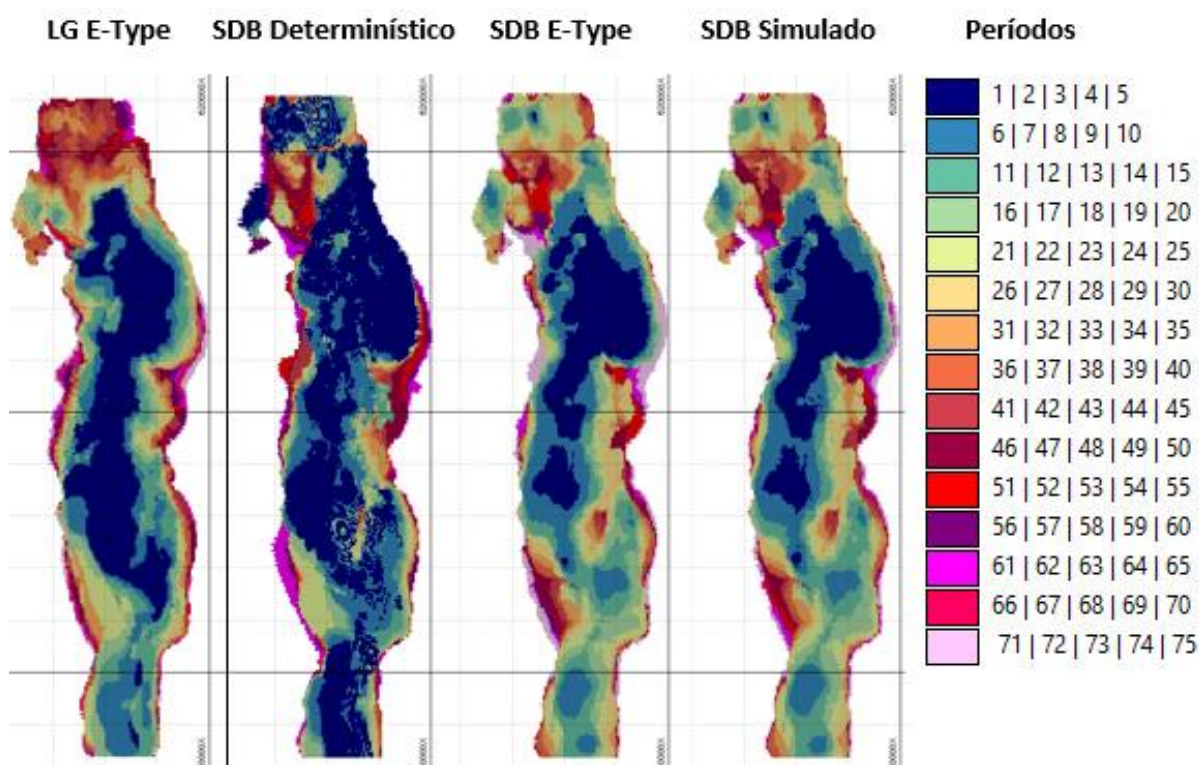 LG E-Type SDB Determinístico SDB E-Type SDB Simulado Períodos
1 | 2 | 3 | 4 | 5
6 | 7 | 8 | 9 | 10
11 | 12 | 13 | 14 | 15
16 | 17 | 18 | 19 | 20
21 | 22 | 23 | 24 | 25
26 | 27 | 28 | 29 | 30
31 | 32 | 33 | 34 | 35
36 | 37 | 38 | 39 | 40
41 | 42 | 43 | 44 | 45
46 | 47 | 48 | 49 | 50
51 | 52 | 53 | 54 | 55
56 | 57 | 58 | 59 | 60
61 | 62 | 63 | 64 | 65
66 | 67 | 68 | 69 | 70
71 | 72 | 73 | 74 | 75